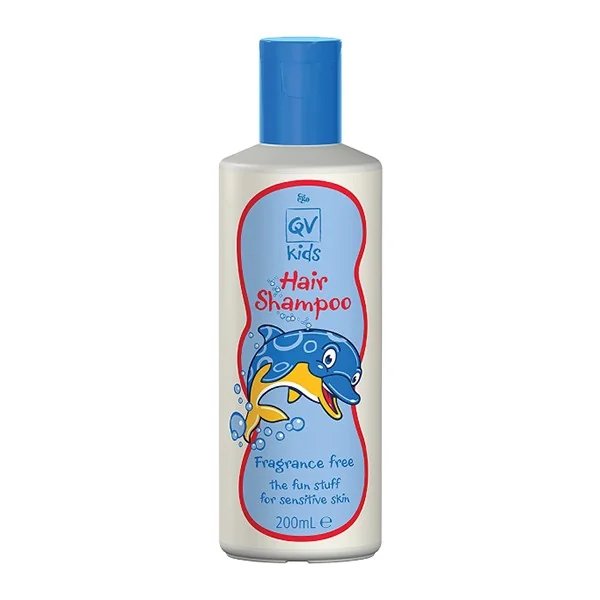 Ego
QV
kids
Hair
Shampoo
Fragrance free
the fun stuff
for sensitive skin
200mL ℮